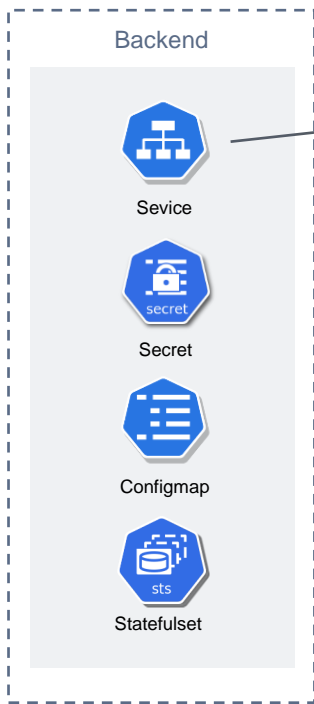 Backend
Sevice
secret
Secret
Configmap
sts
Statefulset